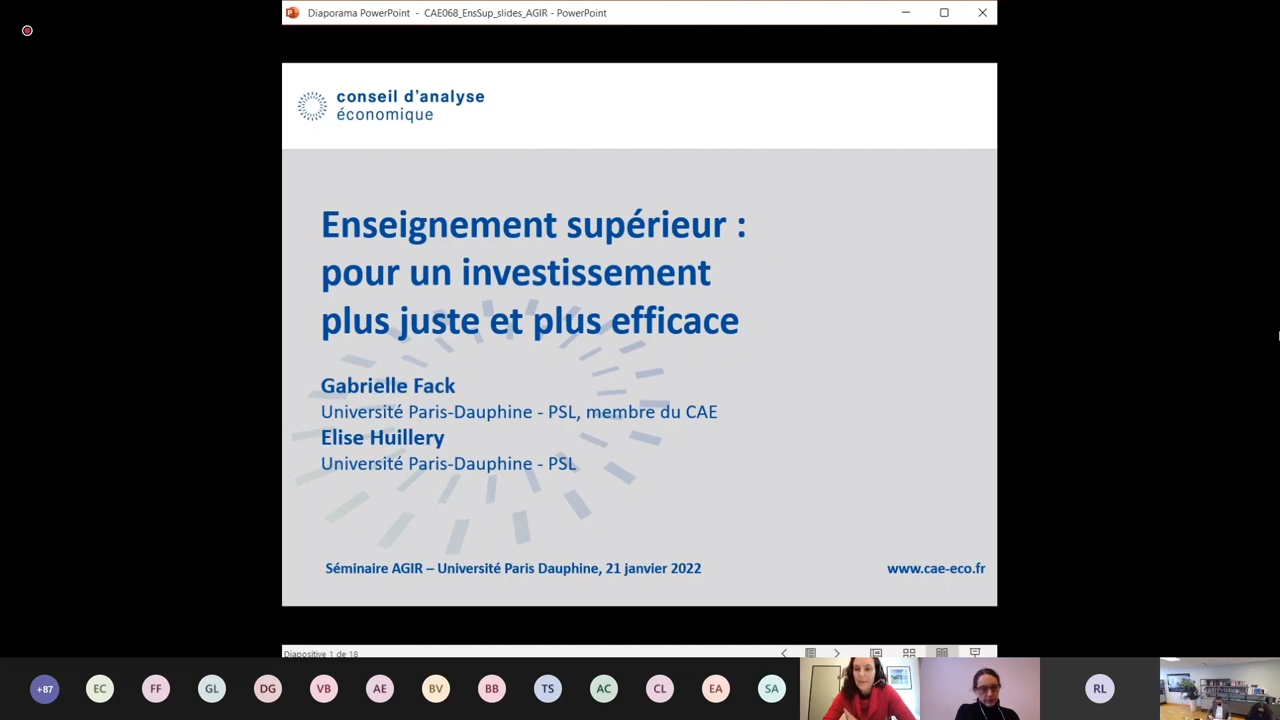 Diaporama PowerPoint - CAE068_EnsSup_slides_AGIR - PowerPoint
conseil d'analyse
économique
Enseignement supérieur :
pour un investissement
plus juste et plus efficace
Gabrielle Fack
Université Paris-Dauphine - PSL, membre du CAE
Elise Huillery
Université Paris-Dauphine - PSL
Séminaire AGIR – Université Paris Dauphine, 21 janvier 2022
www.cae-eco.fr
Diapositive 1 de 18
+87 EC FF GL DG VB AE BV BB TS AC CL EA SA RL